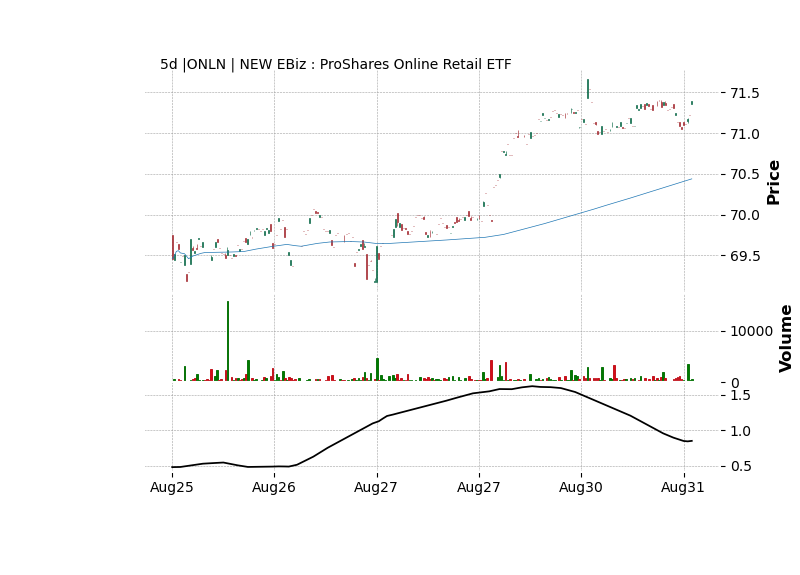 5d |ONLN | NEW EBiz : ProShares Online Retail ETF
71.5
71.0
70.5
70.0
69.5
Price
10000
0
Volume
1.5
1.0
0.5
Aug25 Aug26 Aug27 Aug27 Aug30 Aug31